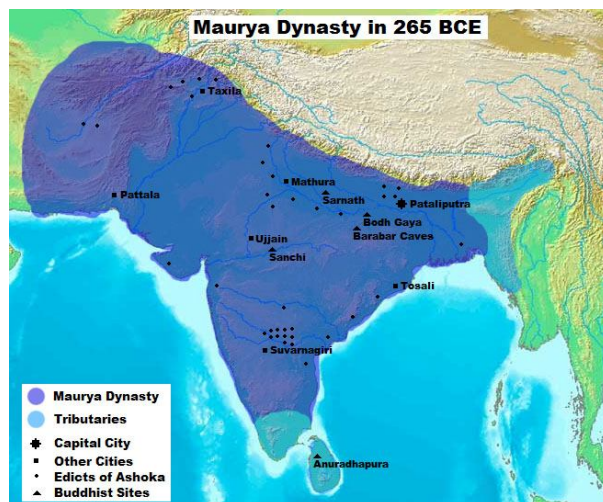 Maurya Dynasty in 265 BCE
Taxila
Mathura
Pattala
Sarnath
Pataliputra
Bodh Gaya
Barabar Caves
Ujjain
Sanchi
Tosali
Suvarnagiri
Maurya Dynasty
Tributaries
Capital City
Other Cities
Edicts of Ashoka
Buddhist Sites
Anuradhapura